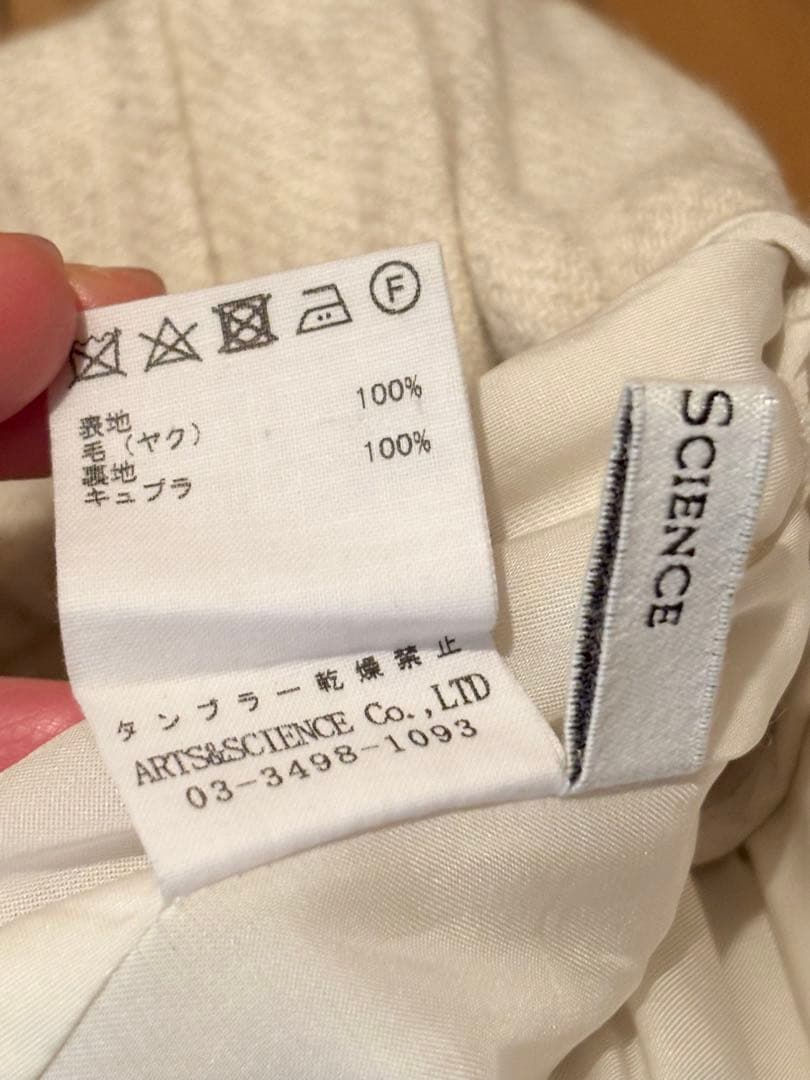 F
表地
毛（ヤク） 100%
裏地
キュプラ 100%
タンブラー乾燥禁止
ARTS&SCIENCE Co.,LTD
03-3498-1093
SCIENCE